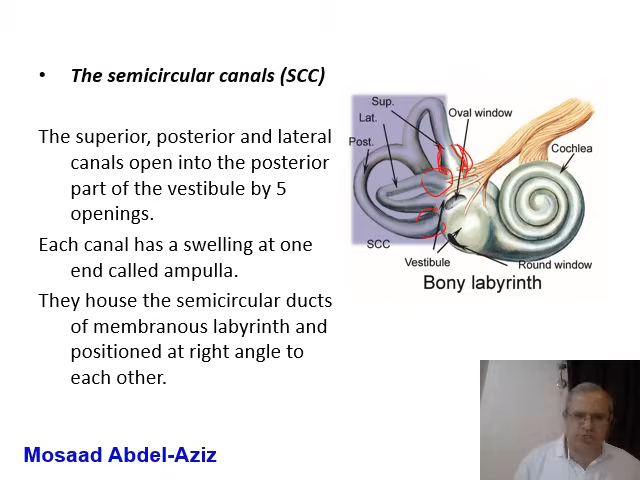 • The semicircular canals (SCC)
The superior, posterior and lateral
canals open into the posterior
part of the vestibule by 5
openings.
Each canal has a swelling at one
end called ampulla.
They house the semicircular ducts
of membranous labyrinth and
positioned at right angle to
each other.
Sup.
Lat.
Post.
Oval window
Cochlea
SCC
Vestibule
Round window
Bony labyrinth
Mosaad Abdel-Aziz